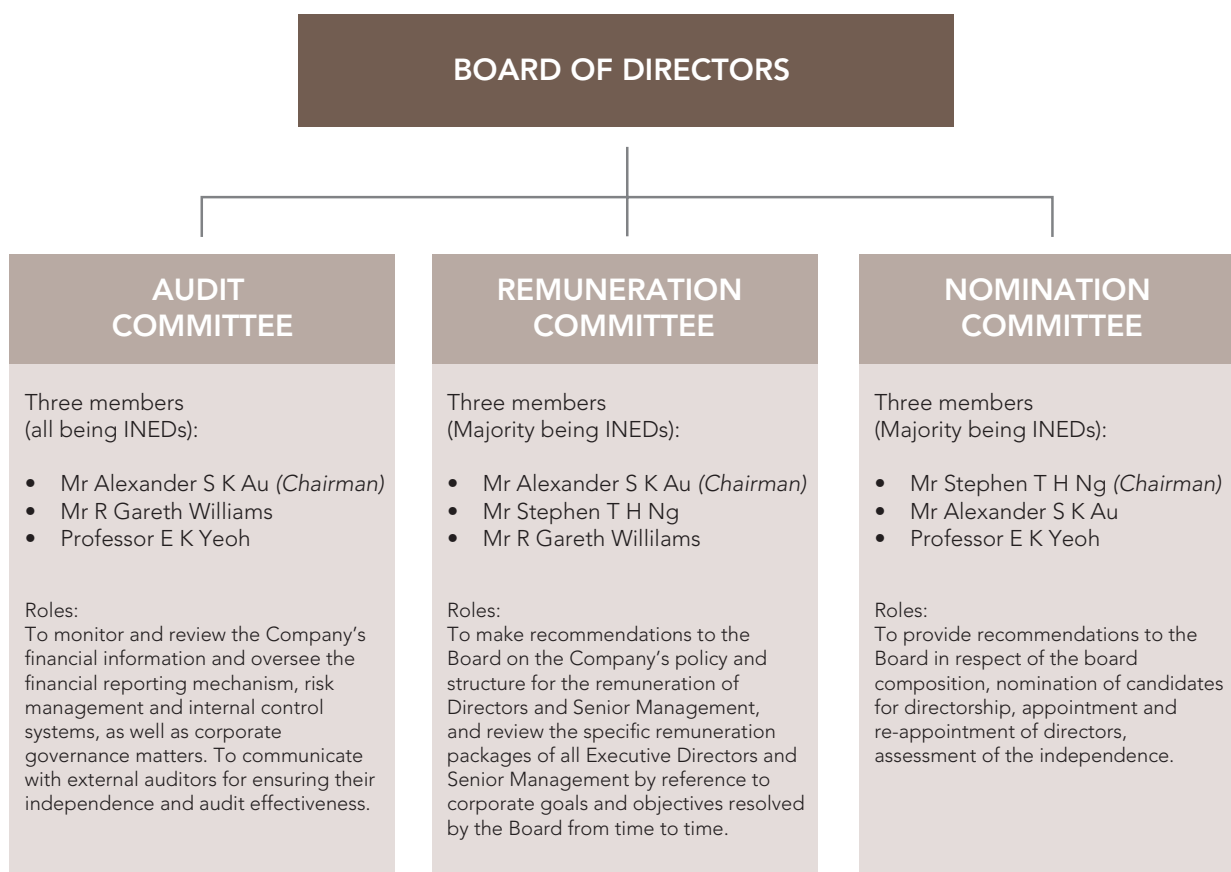 BOARD OF DIRECTORS
AUDIT
COMMITTEE
Three members
(all being INEDs):
• Mr Alexander S K Au (Chairman)
• Mr R Gareth Williams
• Professor E K Yeoh
Roles:
To monitor and review the Company’s
financial information and oversee the
financial reporting mechanism, risk
management and internal control
systems, as well as corporate
governance matters. To communicate
with external auditors for ensuring their
independence and audit effectiveness.
REMUNERATION
COMMITTEE
Three members
(Majority being INEDs):
• Mr Alexander S K Au (Chairman)
• Mr Stephen T H Ng
• Mr R Gareth Willilams
Roles:
To make recommendations to the
Board on the Company’s policy and
structure for the remuneration of
Directors and Senior Management,
and review the specific remuneration
packages of all Executive Directors and
Senior Management by reference to
corporate goals and objectives resolved
by the Board from time to time.
NOMINATION
COMMITTEE
Three members
(Majority being INEDs):
• Mr Stephen T H Ng (Chairman)
• Mr Alexander S K Au
• Professor E K Yeoh
Roles:
To provide recommendations to the
Board in respect of the board
composition, nomination of candidates
for directorship, appointment and
re-appointment of directors,
assessment of the independence.